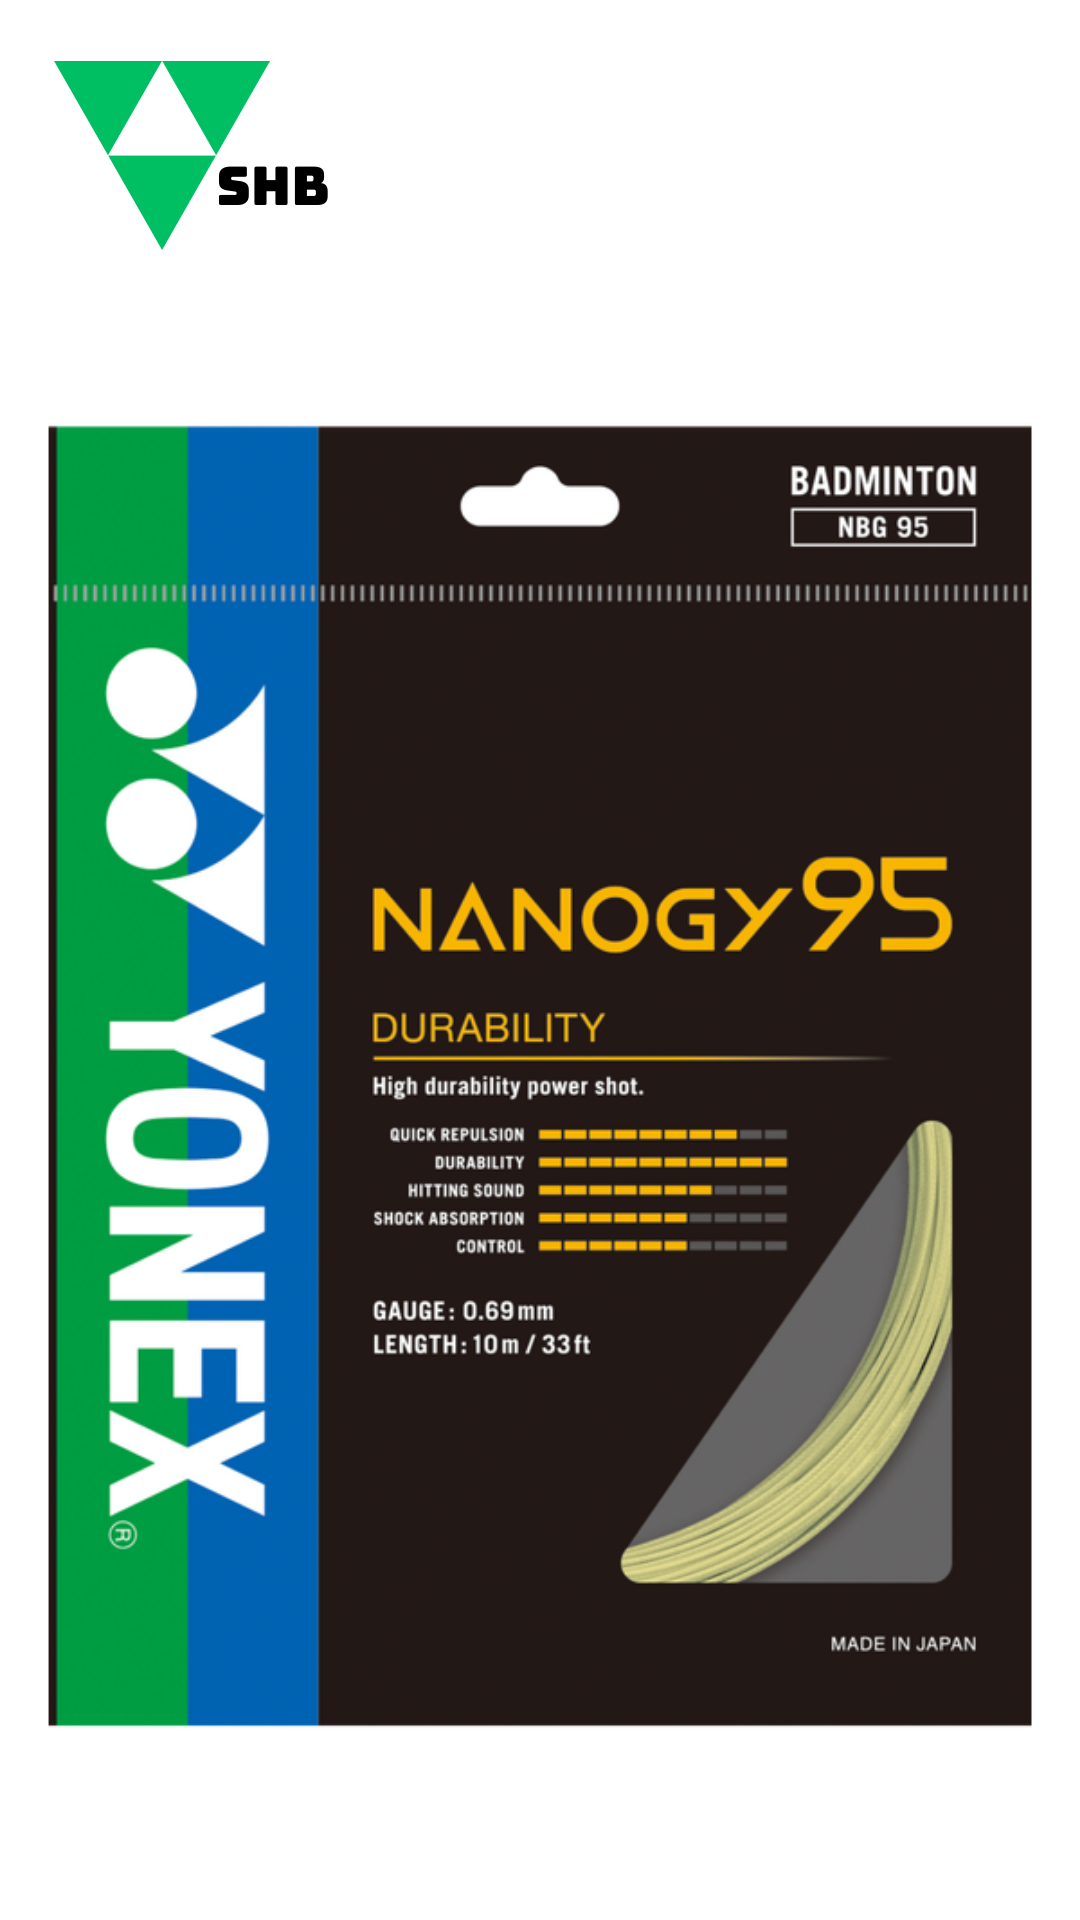 SHB
BADMINTON
NBG 95
YONEX®
NANOGY95
DURABILITY
High durability power shot.
QUICK REPULSION
DURABILITY
HITTING SOUND
SHOCK ABSORPTION
CONTROL
GAUGE: 0.69mm
LENGTH: 10m / 33ft
MADE IN JAPAN